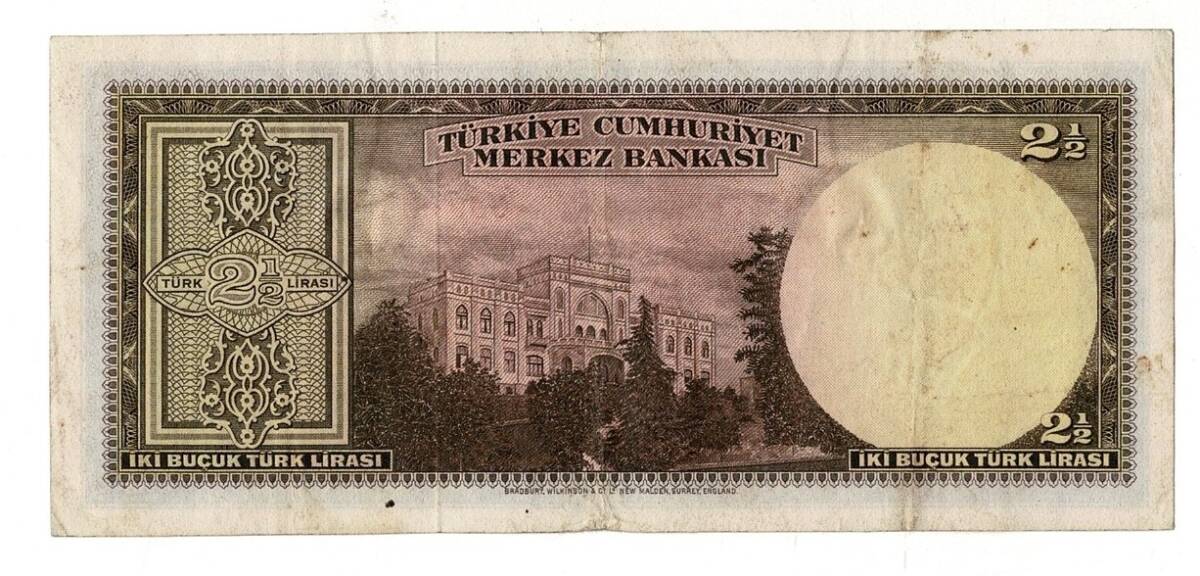 TÜRKİYE CUMHURİYET
MERKEZ BANKASI
2½
TÜRK 2½ LİRASI
2½
İKİ BUÇUK TÜRK LİRASI
İKİ BUÇUK TÜRK LİRASI
BRADBURY, WILKINSON & Cº Lᴰ NEW MALDEN, SURREY, ENGLAND.